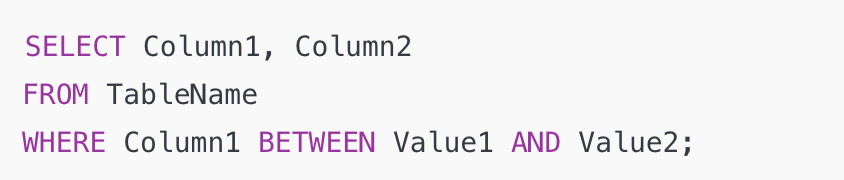 SELECT Column1, Column2
FROM TableName
WHERE Column1 BETWEEN Value1 AND Value2;